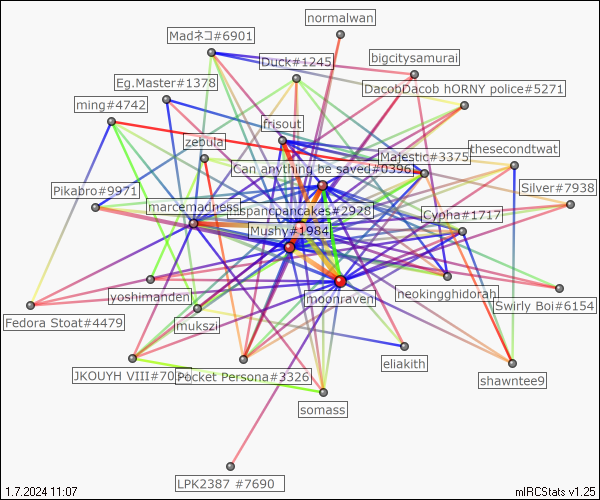 normalwan
Madネコ#6901
bigcitysamurai
Duck#1245
Eg.Master#1378
DacobDacob hORNY police#5271
ming#4742
frisout
zebula
thesecondtwat
Majestic#3375
Can anything be saved#0396
Pikabro#9971
Silver#7938
marcemadness
spancpancakes#2928
Cypha#1717
Mushy#1984
yoshimanden
moonraven
neokingghidorah
Swirly Boi#6154
Fedora Stoat#4479
mukszi
eliakith
JKOUYH VIII#70
Pocket Persona#3326
shawntee9
somass
LPK2387 #7690
1.7.2024 11:07
mIRCStats v1.25